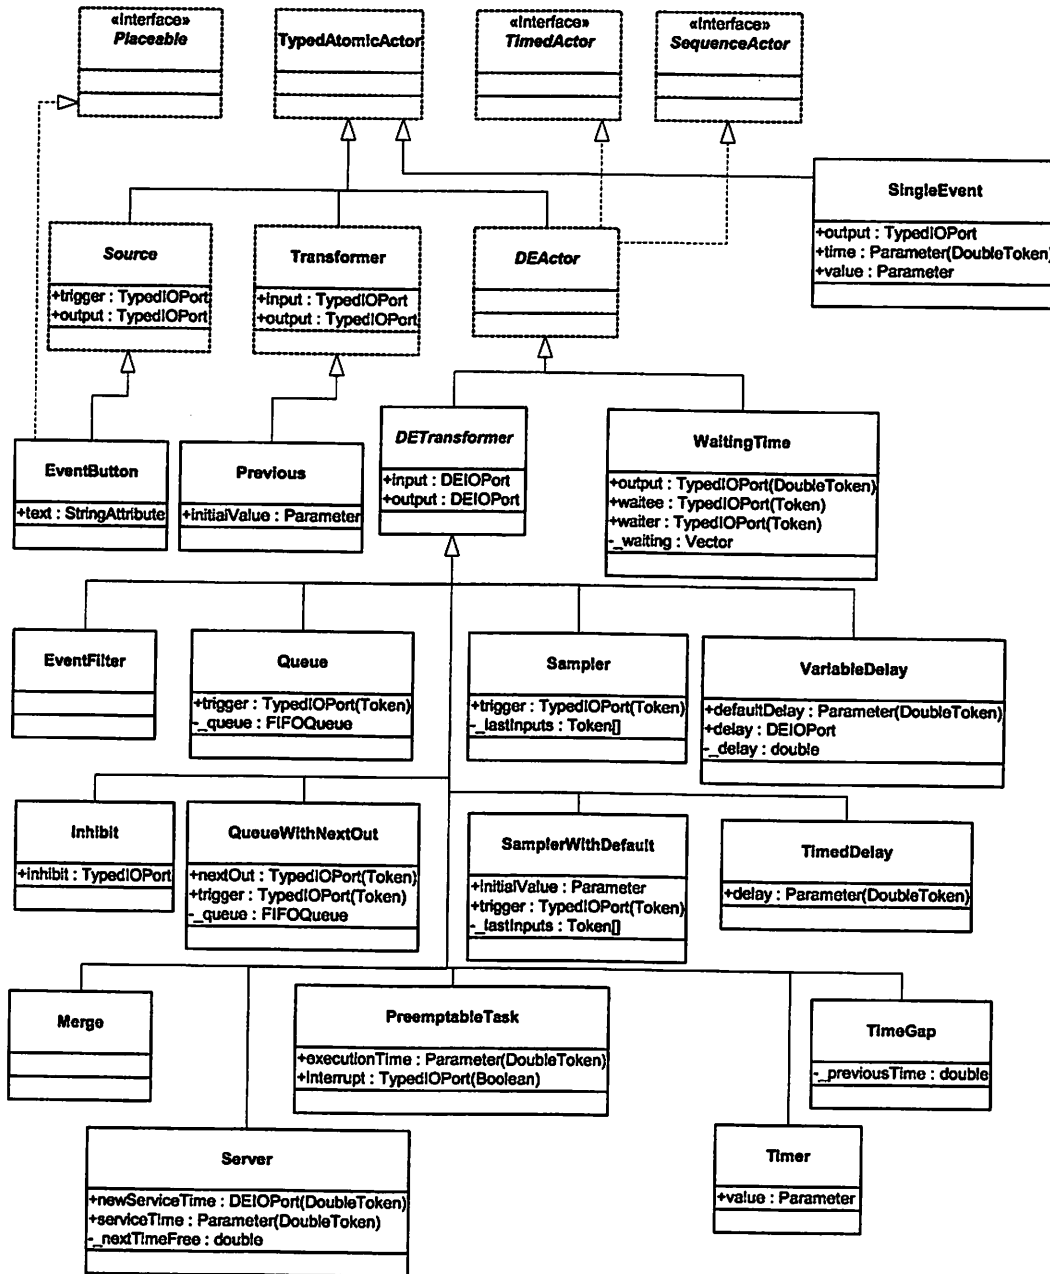 «Interface»
Placeable
TypedAtomicActor
«Interface»
TimedActor
«Interface»
SequenceActor
SingleEvent
+output : TypedIOPort
+time : Parameter(DoubleToken)
+value : Parameter
Source
+trigger : TypedIOPort
+output : TypedIOPort
Transformer
+input : TypedIOPort
+output : TypedIOPort
DEActor
EventButton
+text : StringAttribute
Previous
+initialValue : Parameter
DETransformer
+input : DEIOPort
+output : DEIOPort
WaitingTime
+output : TypedIOPort(DoubleToken)
+waitee : TypedIOPort(Token)
+waiter : TypedIOPort(Token)
-_waiting : Vector
EventFilter
Queue
+trigger : TypedIOPort(Token)
-_queue : FIFOQueue
Sampler
+trigger : TypedIOPort(Token)
-_lastInputs : Token[]
VariableDelay
+defaultDelay : Parameter(DoubleToken)
+delay : DEIOPort
-_delay : double
Inhibit
+inhibit : TypedIOPort
QueueWithNextOut
+nextOut : TypedIOPort(Token)
+trigger : TypedIOPort(Token)
-_queue : FIFOQueue
SamplerWithDefault
+initialValue : Parameter
+trigger : TypedIOPort(Token)
-_lastInputs : Token[]
TimedDelay
+delay : Parameter(DoubleToken)
Merge
PreemptableTask
+executionTime : Parameter(DoubleToken)
+interrupt : TypedIOPort(Boolean)
TimeGap
-_previousTime : double
Server
+newServiceTime : DEIOPort(DoubleToken)
+serviceTime : Parameter(DoubleToken)
-_nextTimeFree : double
Timer
+value : Parameter